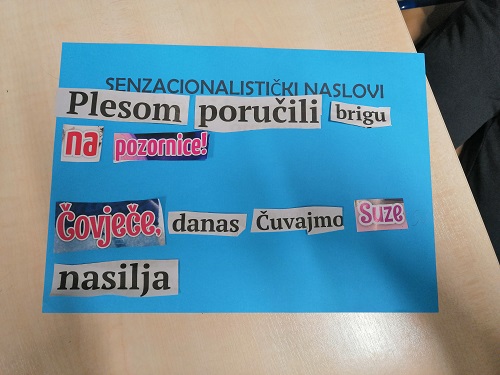 SENZACIONALISTIČKI NASLOVI
Plesom poručili brigu
na pozornice!
Čovječe, danas Čuvajmo Suze
nasilja